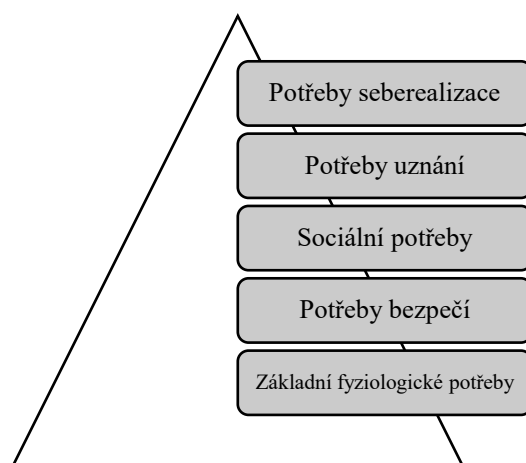 Potřeby seberealizace
Potřeby uznání
Sociální potřeby
Potřeby bezpečí
Základní fyziologické potřeby